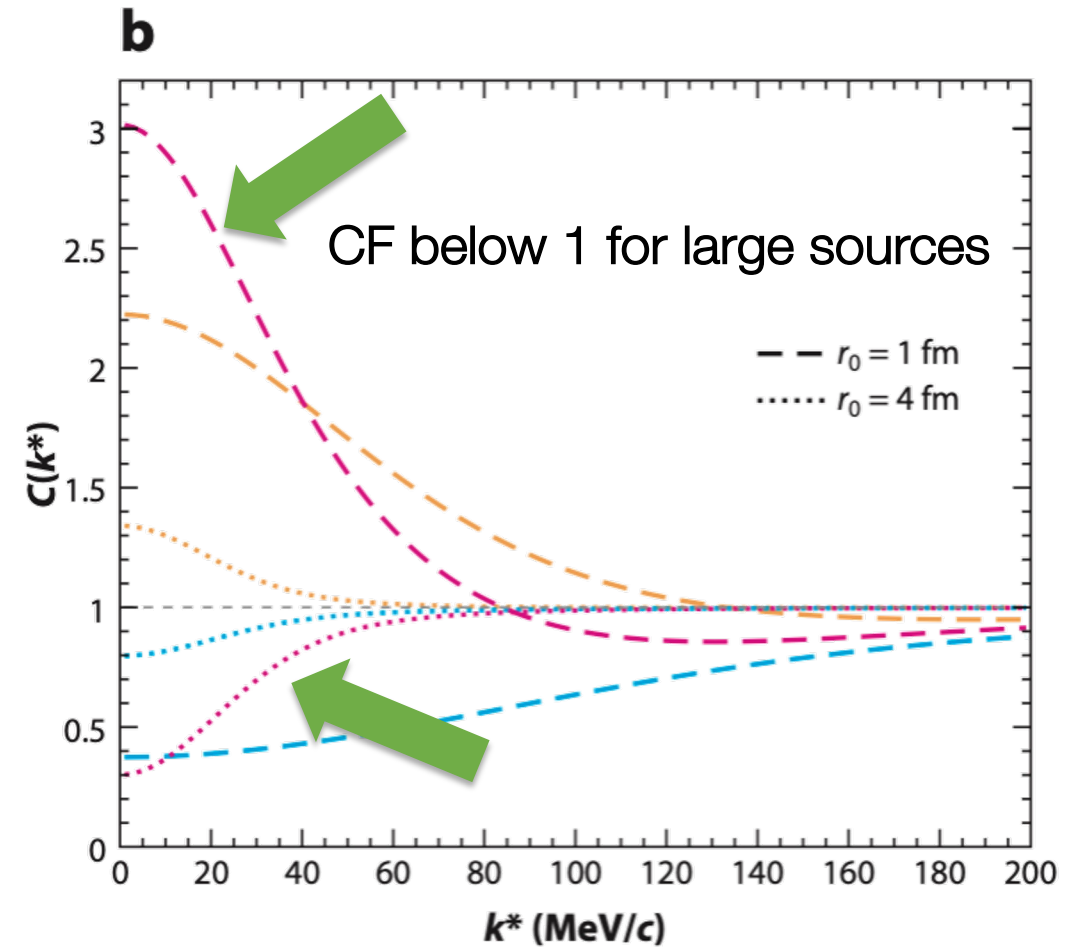 b
3
2.5
2
1.5
1
0.5
0
C(k*)
CF below 1 for large sources
r0 = 1 fm
r0 = 4 fm
0 20 40 60 80 100 120 140 160 180 200
k* (MeV/c)